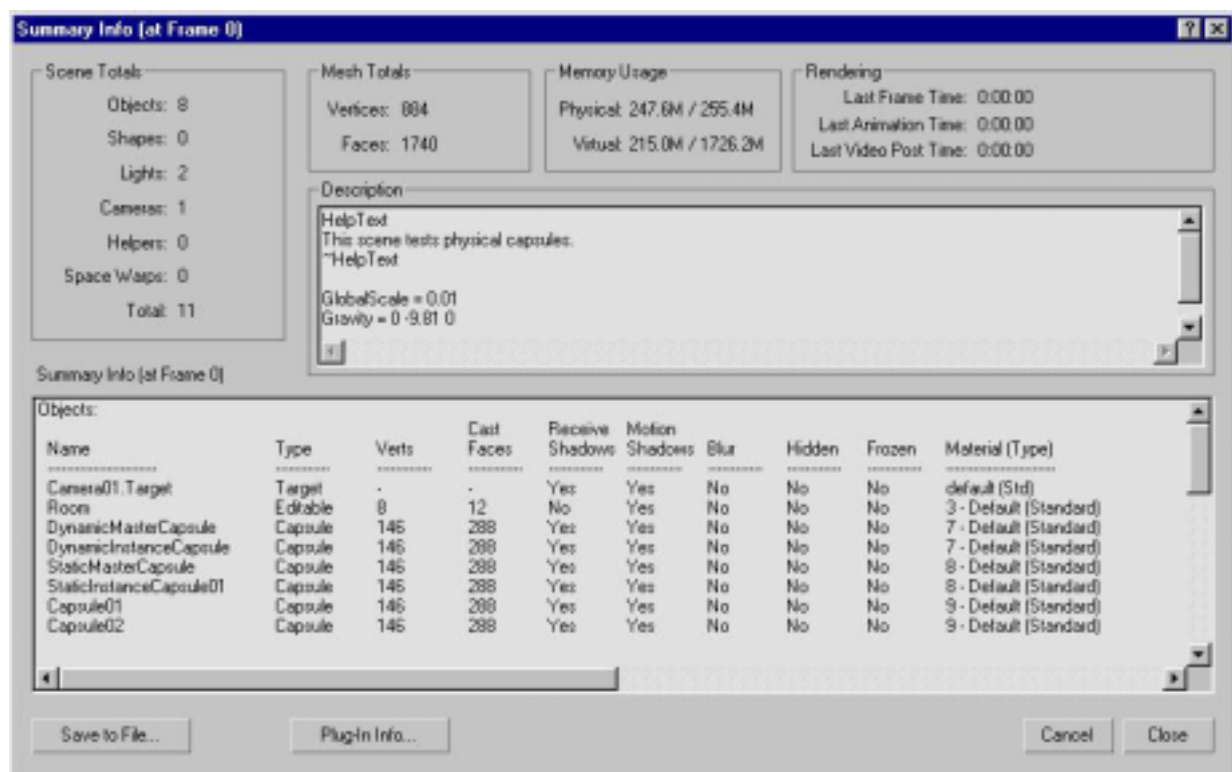 Summary Info (at Frame 0)
Scene Totals
Objects: 8
Shapes: 0
Lights: 2
Cameras: 1
Helpers: 0
Space Warps: 0
Total: 11
Mesh Totals
Vertices: 884
Faces: 1740
Memory Usage
Physical: 247.6M / 255.4M
Virtual: 215.0M / 1726.2M
Rendering
Last Frame Time: 0:00:00
Last Animation Time: 0:00:00
Last Video Post Time: 0:00:00
Description
HelpText
This scene tests physical capsules.
~HelpText
GlobalScale = 0.01
Gravity = 0 -9.81 0
Summary Info (at Frame 0)
Objects:
Cast Receive Motion
Name Type Verts Faces Shadows Shadows Blur Hidden Frozen Material (Type)
Camera01.Target Target - - Yes Yes No No No default (Std)
Room Editable 8 12 No Yes No No No 3 - Default (Standard)
DynamicMasterCapsule Capsule 146 288 Yes Yes No No No 7 - Default (Standard)
DynamicInstanceCapsule Capsule 146 288 Yes Yes No No No 7 - Default (Standard)
StaticMasterCapsule Capsule 146 288 Yes Yes No No No 8 - Default (Standard)
StaticInstanceCapsule01 Capsule 146 288 Yes Yes No No No 8 - Default (Standard)
Capsule01 Capsule 146 288 Yes Yes No No No 9 - Default (Standard)
Capsule02 Capsule 146 288 Yes Yes No No No 9 - Default (Standard)
Save to File...
Plug-In Info...
Cancel
Close